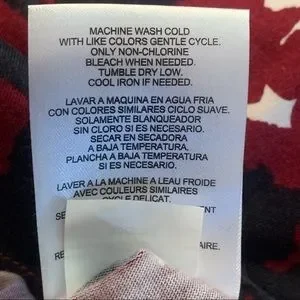 MACHINE WASH COLD
WITH LIKE COLORS GENTLE CYCLE.
ONLY NON-CHLORINE
BLEACH WHEN NEEDED.
TUMBLE DRY LOW.
COOL IRON IF NEEDED.
LAVAR A MAQUINA EN AGUA FRIA
CON COLORES SIMILARES CICLO SUAVE.
SOLAMENTE BLANQUEADOR
SIN CLORO SI ES NECESARIO.
SECAR EN SECADORA
A BAJA TEMPERATURA.
PLANCHA A BAJA TEMPERATURA
SI ES NECESARIO.
LAVER A LA MACHINE A LEAU FROIDE
AVEC COULEURS SIMILAIRES
CYCLE DELICAT.